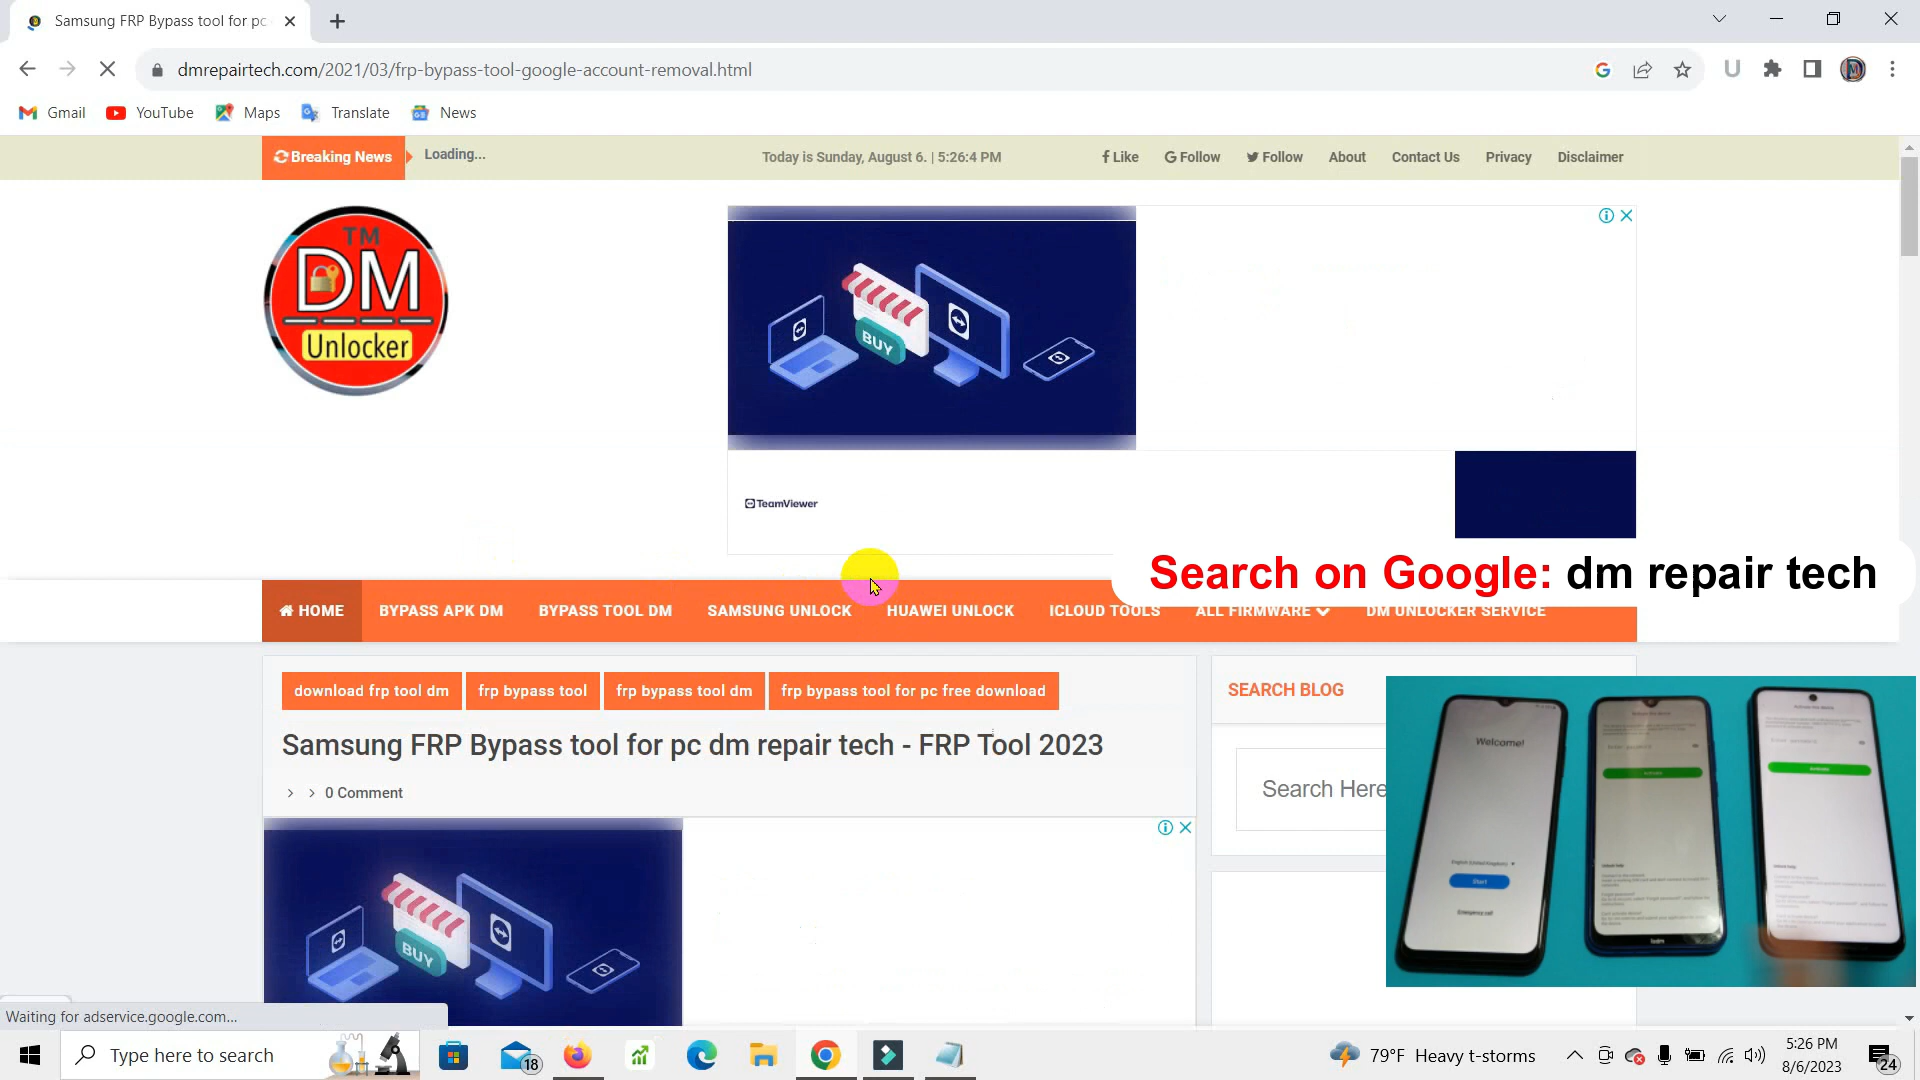 Samsung FRP Bypass tool for pc
dmrepairtech.com/2021/03/frp-bypass-tool-google-account-removal.html
Gmail YouTube Maps Translate News
Breaking News Loading... Today is Sunday, August 6. | 5:26:4 PM Like Follow Follow About Contact Us Privacy Disclaimer
TM
DM
Unlocker
BUY
TeamViewer
Search on Google: dm repair tech
HOME BYPASS APK DM BYPASS TOOL DM SAMSUNG UNLOCK HUAWEI UNLOCK ICLOUD TOOLS ALL FIRMWARE DM UNLOCKER SERVICE
download frp tool dm frp bypass tool frp bypass tool dm frp bypass tool for pc free download
SEARCH BLOG
Samsung FRP Bypass tool for pc dm repair tech - FRP Tool 2023
Search Here
> > 0 Comment
Welcome!
English (United Kingdom)
Start
Emergency call
BUY
Waiting for adservice.google.com...
Type here to search
18
79°F Heavy t-storms
5:26 PM
8/6/2023
24